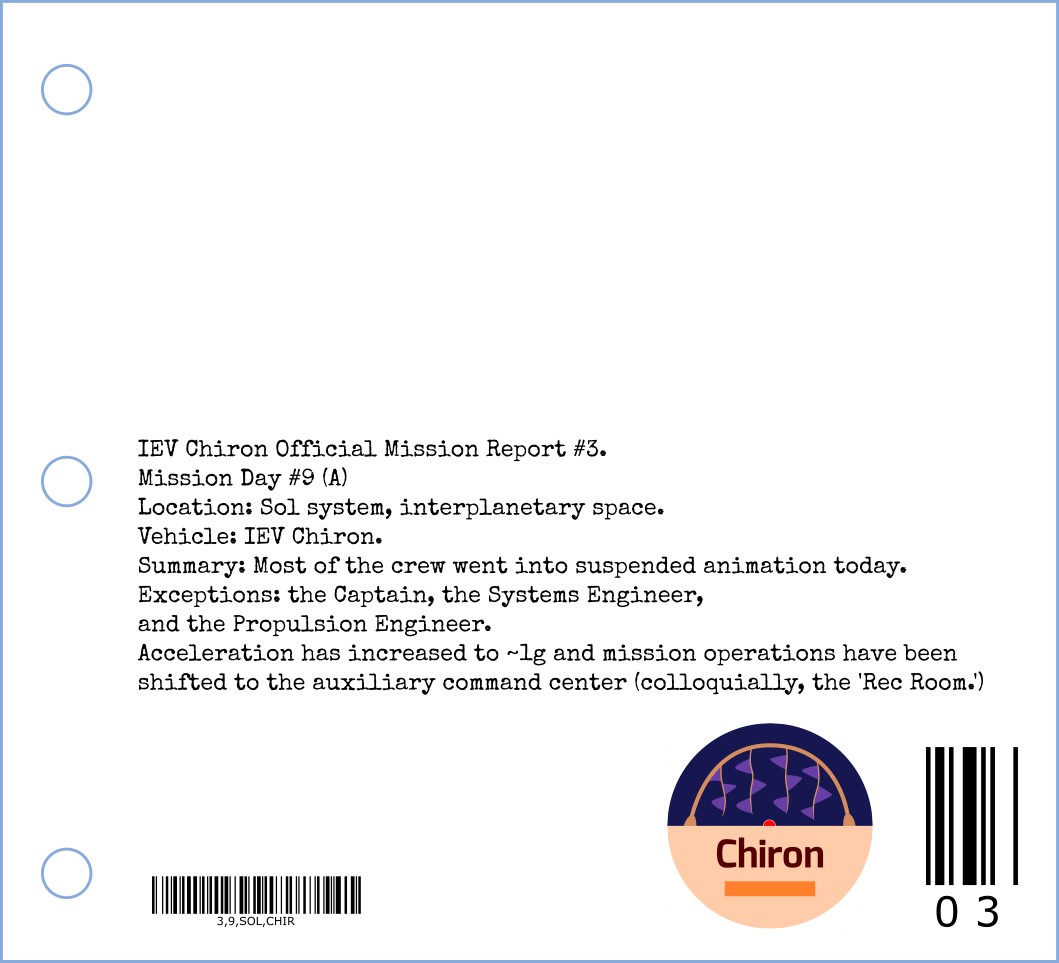 IEV Chiron Official Mission Report #3.
Mission Day #9 (A)
Location: Sol system, interplanetary space.
Vehicle: IEV Chiron.
Summary: Most of the crew went into suspended animation today.
Exceptions: the Captain, the Systems Engineer,
and the Propulsion Engineer.
Acceleration has increased to ~1g and mission operations have been
shifted to the auxiliary command center (colloquially, the 'Rec Room.')
Chiron
3,9,SOL,CHIR
03